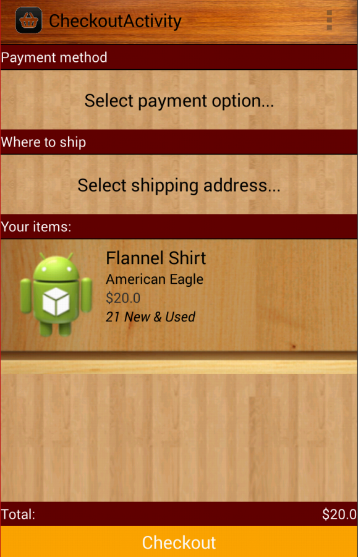 CheckoutActivity
Payment method
Select payment option...
Where to ship
Select shipping address...
Your items:
Flannel Shirt
American Eagle
$20.0
21 New & Used
Total: $20.0
Checkout